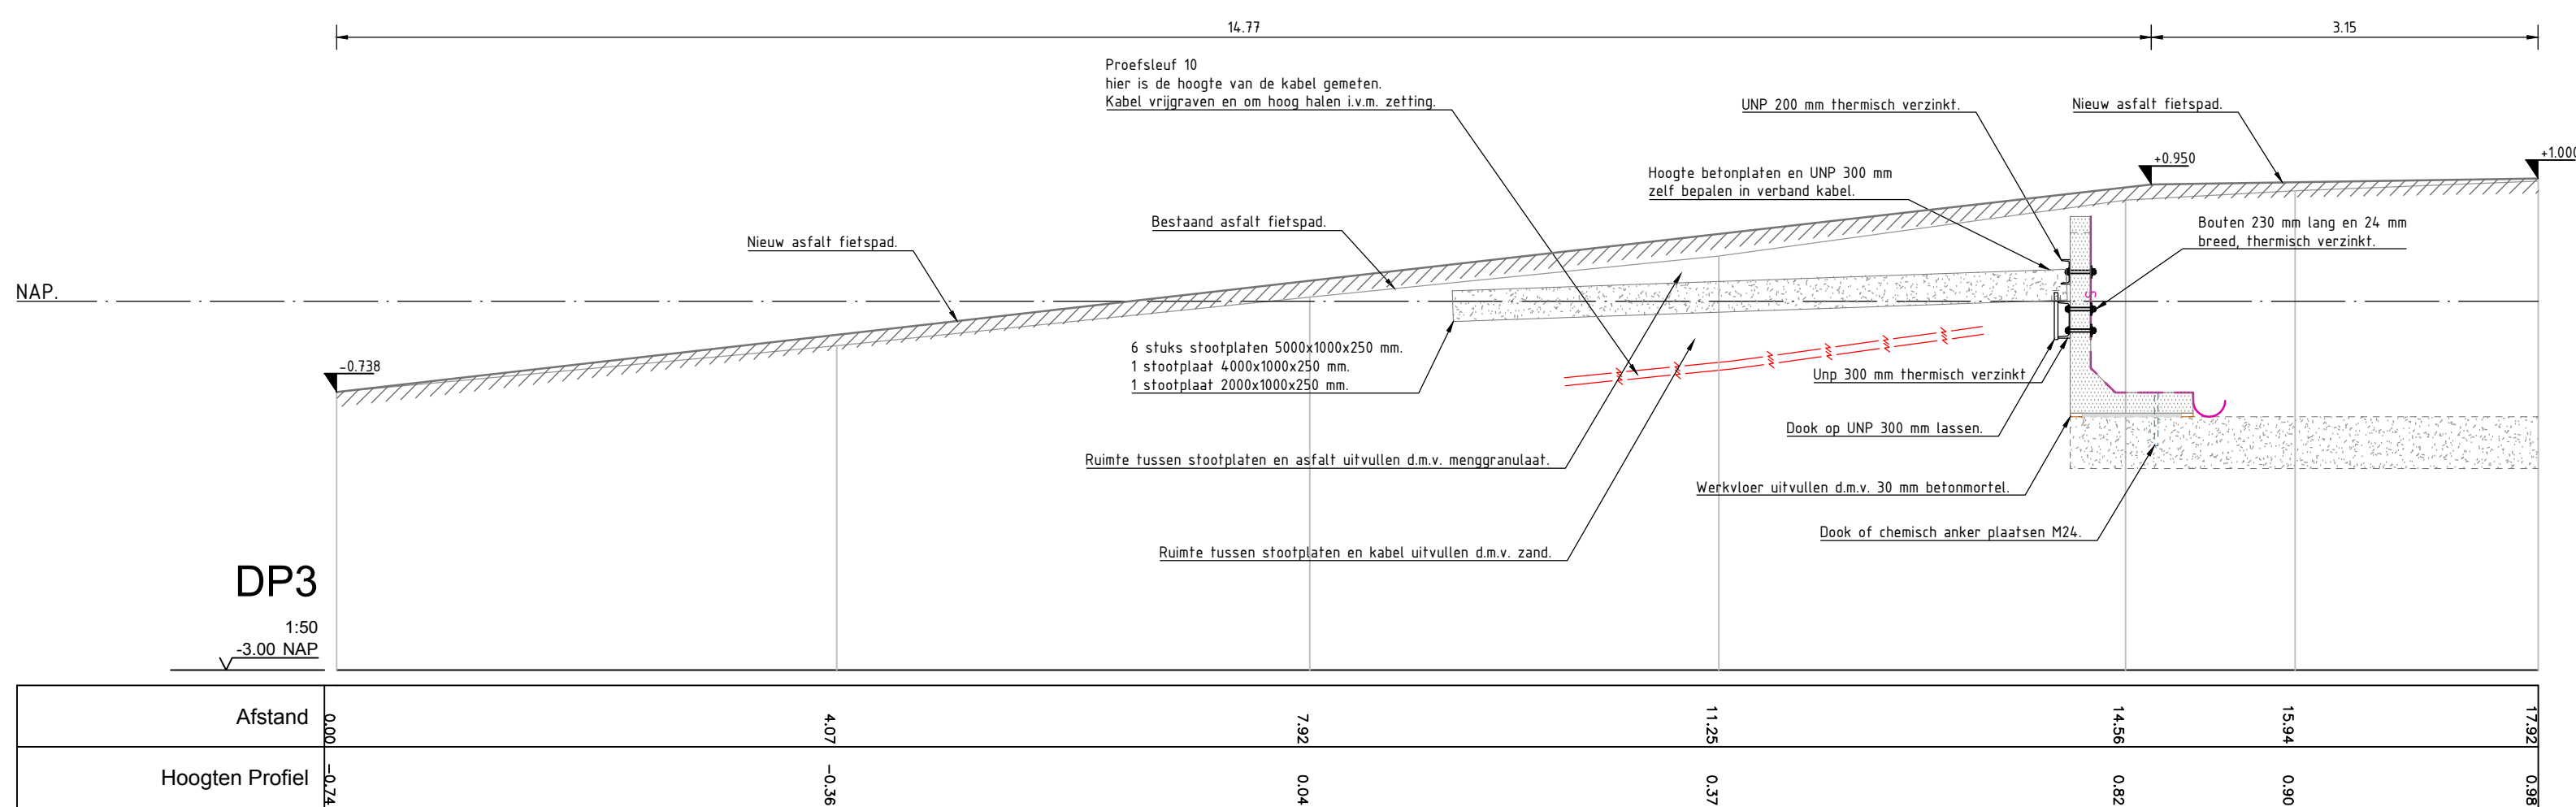 14.77
3.15
Proefsleuf 10
hier is de hoogte van de kabel gemeten.
Kabel vrijgraven en om hoog halen i.v.m. zetting.
UNP 200 mm thermisch verzinkt.
Nieuw asfalt fietspad.
+1.000
+0.950
Hoogte betonplaten en UNP 300 mm
zelf bepalen in verband kabel.
Bestaand asfalt fietspad.
Bouten 230 mm lang en 24 mm
breed, thermisch verzinkt.
Nieuw asfalt fietspad.
NAP.
-0.738
6 stuks stootplaten 5000x1000x250 mm.
1 stootplaat 4000x1000x250 mm.
1 stootplaat 2000x1000x250 mm.
Unp 300 mm thermisch verzinkt
Dook op UNP 300 mm lassen.
Ruimte tussen stootplaten en asfalt uitvullen d.m.v. menggranulaat.
Werkvloer uitvullen d.m.v. 30 mm betonmortel.
Dook of chemisch anker plaatsen M24.
Ruimte tussen stootplaten en kabel uitvullen d.m.v. zand.
DP3
1:50
-3.00 NAP
Afstand 0.00 4.07 7.92 11.25 14.56 15.94 17.92
Hoogten Profiel -0.74 -0.36 0.04 0.37 0.82 0.90 0.98